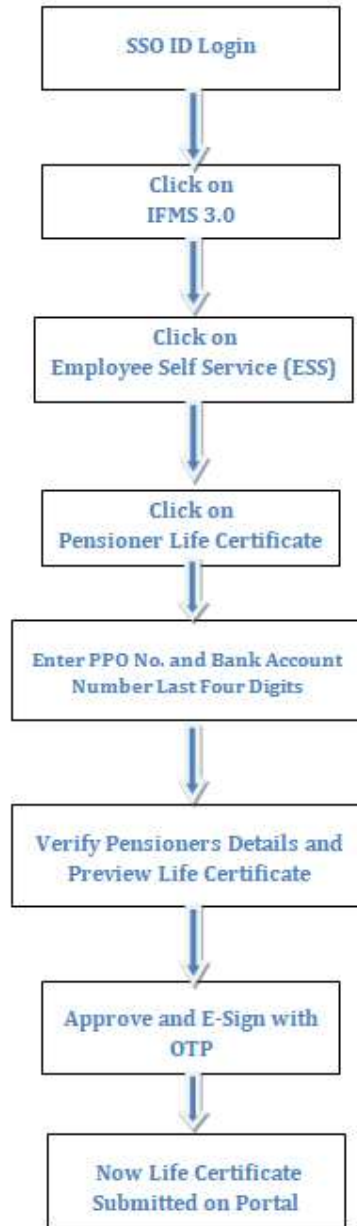 SSO ID Login
Click on
IFMS 3.0
Click on
Employee Self Service (ESS)
Click on
Pensioner Life Certificate
Enter PPO No. and Bank Account
Number Last Four Digits
Verify Pensioners Details and
Preview Life Certificate
Approve and E-Sign with
OTP
Now Life Certificate
Submitted on Portal